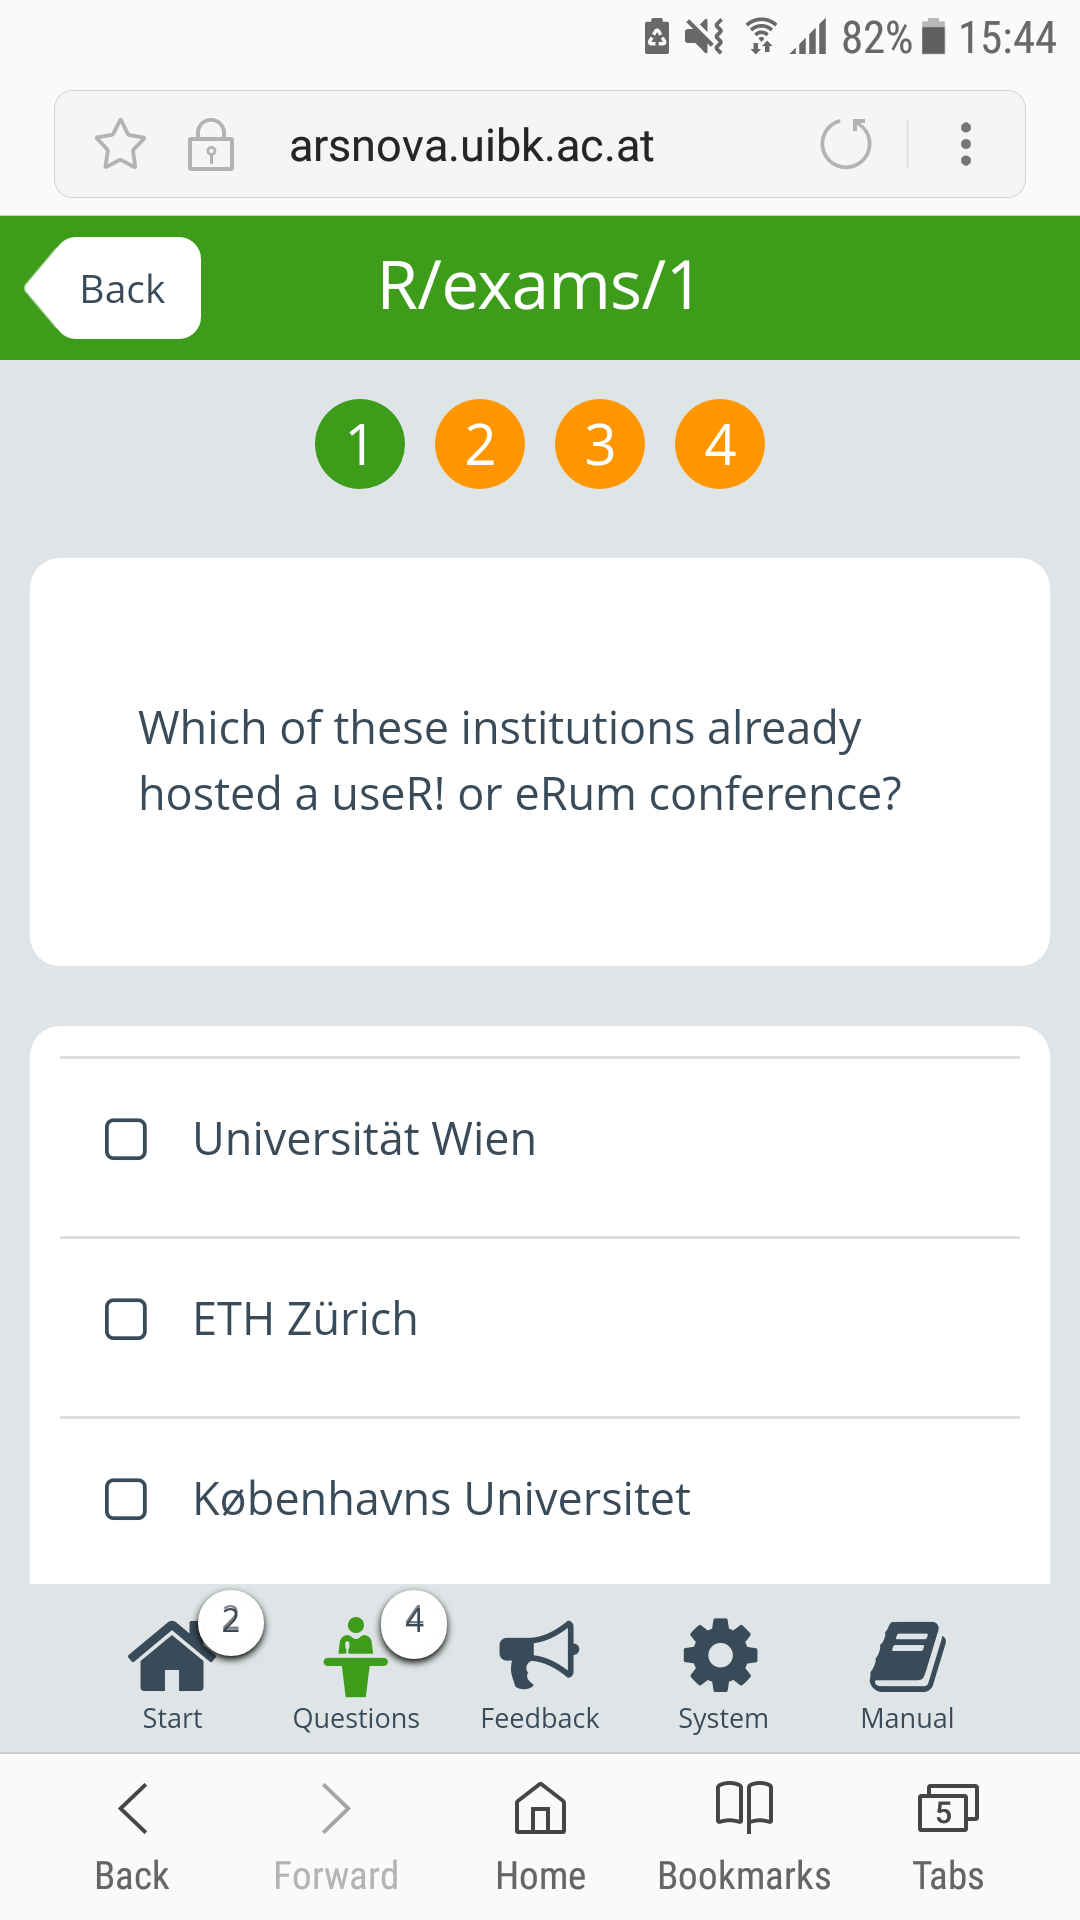 82% 15:44
arsnova.uibk.ac.at
Back R/exams/1
1 2 3 4
Which of these institutions already
hosted a useR! or eRum conference?
Universität Wien
ETH Zürich
Københavns Universitet
2 4
Start Questions Feedback System Manual
5
Back Forward Home Bookmarks Tabs